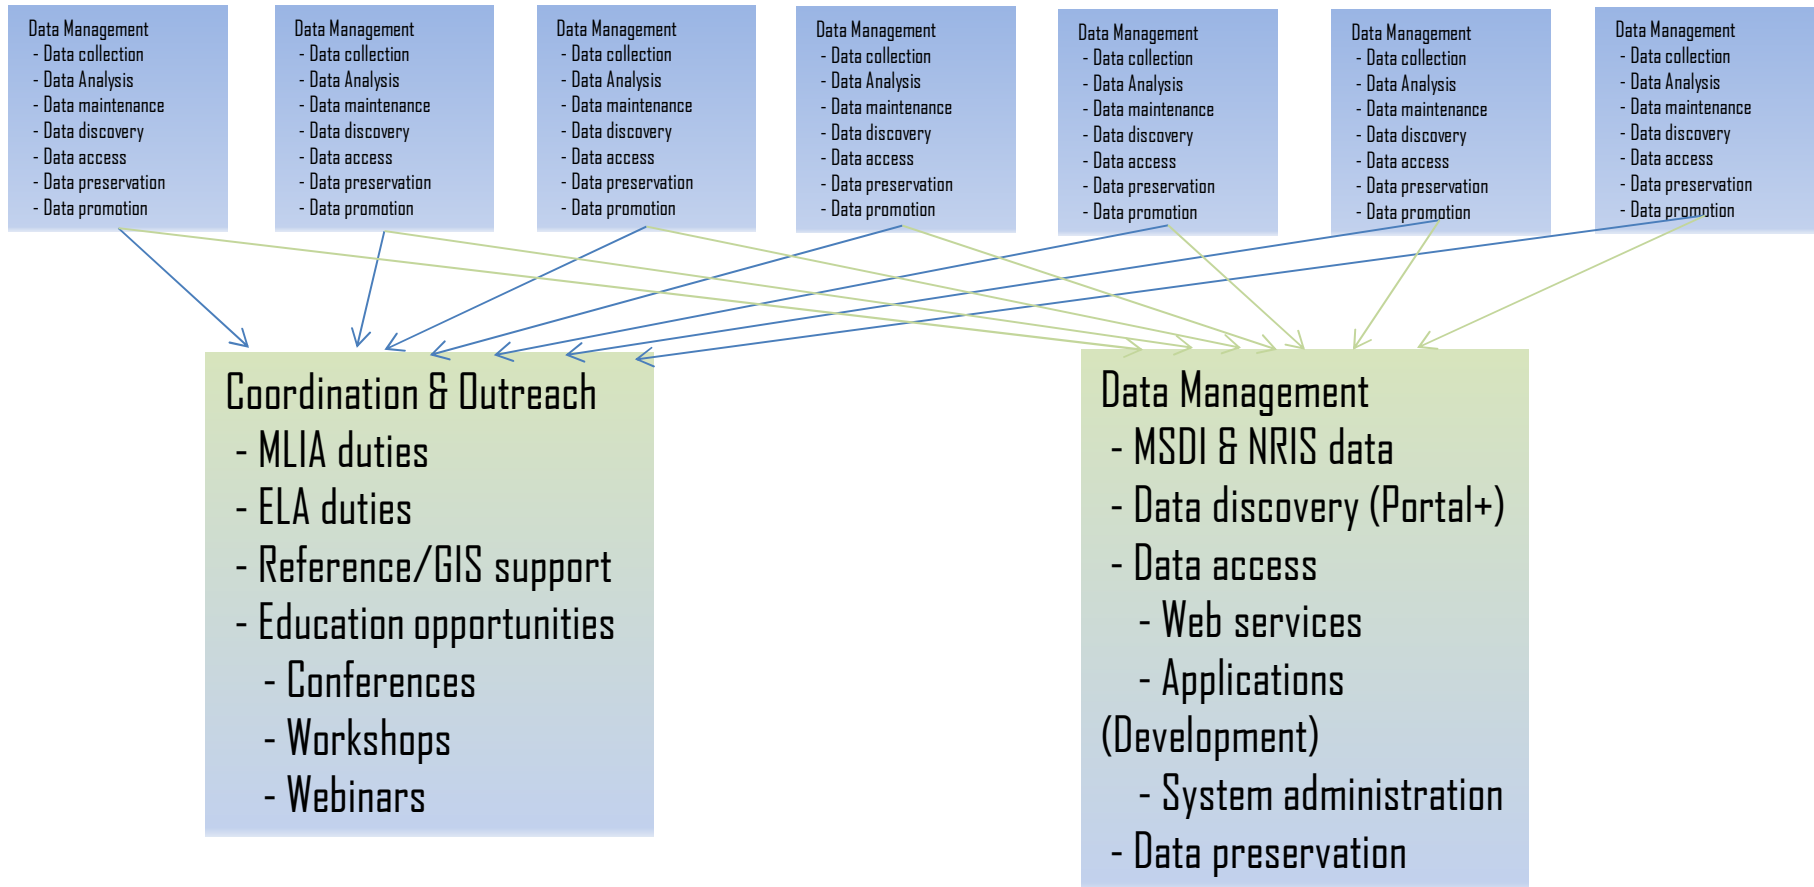 Data Management
- Data collection
- Data Analysis
- Data maintenance
- Data discovery
- Data access
- Data preservation
- Data promotion
Data Management
- Data collection
- Data Analysis
- Data maintenance
- Data discovery
- Data access
- Data preservation
- Data promotion
Data Management
- Data collection
- Data Analysis
- Data maintenance
- Data discovery
- Data access
- Data preservation
- Data promotion
Data Management
- Data collection
- Data Analysis
- Data maintenance
- Data discovery
- Data access
- Data preservation
- Data promotion
Data Management
- Data collection
- Data Analysis
- Data maintenance
- Data discovery
- Data access
- Data preservation
- Data promotion
Data Management
- Data collection
- Data Analysis
- Data maintenance
- Data discovery
- Data access
- Data preservation
- Data promotion
Data Management
- Data collection
- Data Analysis
- Data maintenance
- Data discovery
- Data access
- Data preservation
- Data promotion
Coordination & Outreach
- MLIA duties
- ELA duties
- Reference/GIS support
- Education opportunities
- Conferences
- Workshops
- Webinars
Data Management
- MSDI & NRIS data
- Data discovery (Portal+)
- Data access
- Web services
- Applications
(Development)
- System administration
- Data preservation